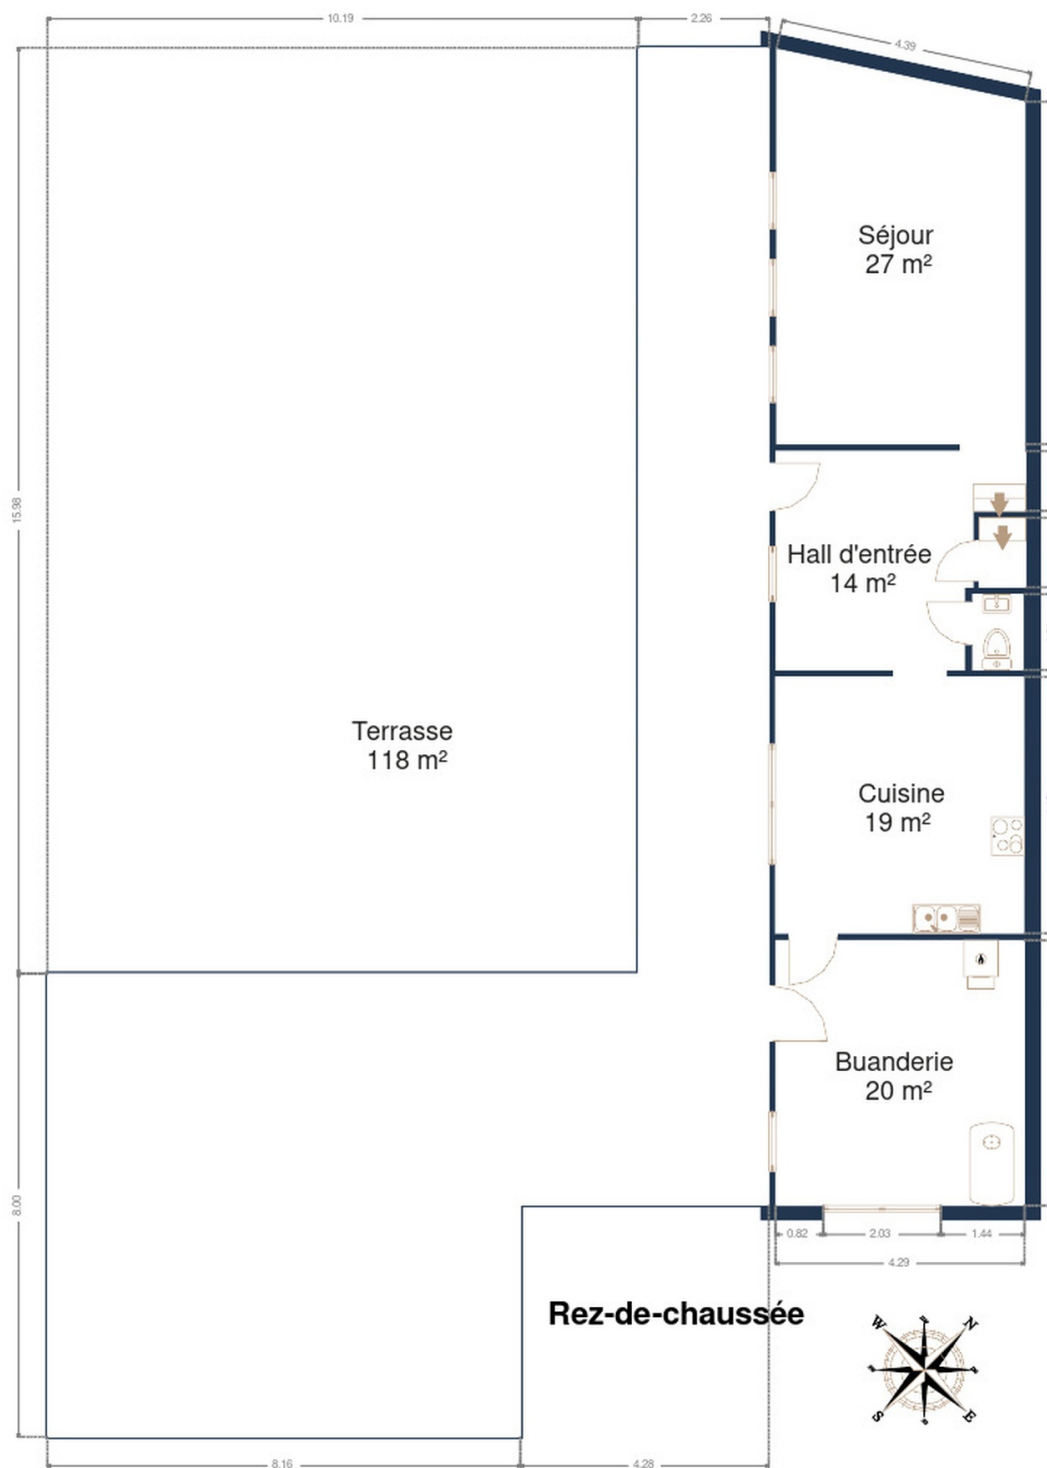 10.19
2.26
4.39
Séjour
27 m²
15.98
Hall d'entrée
14 m²
Terrasse
118 m²
Cuisine
19 m²
Buanderie
20 m²
8.00
0.82
2.03
1.44
4.29
Rez-de-chaussée
W
N
S
E
8.16
4.28